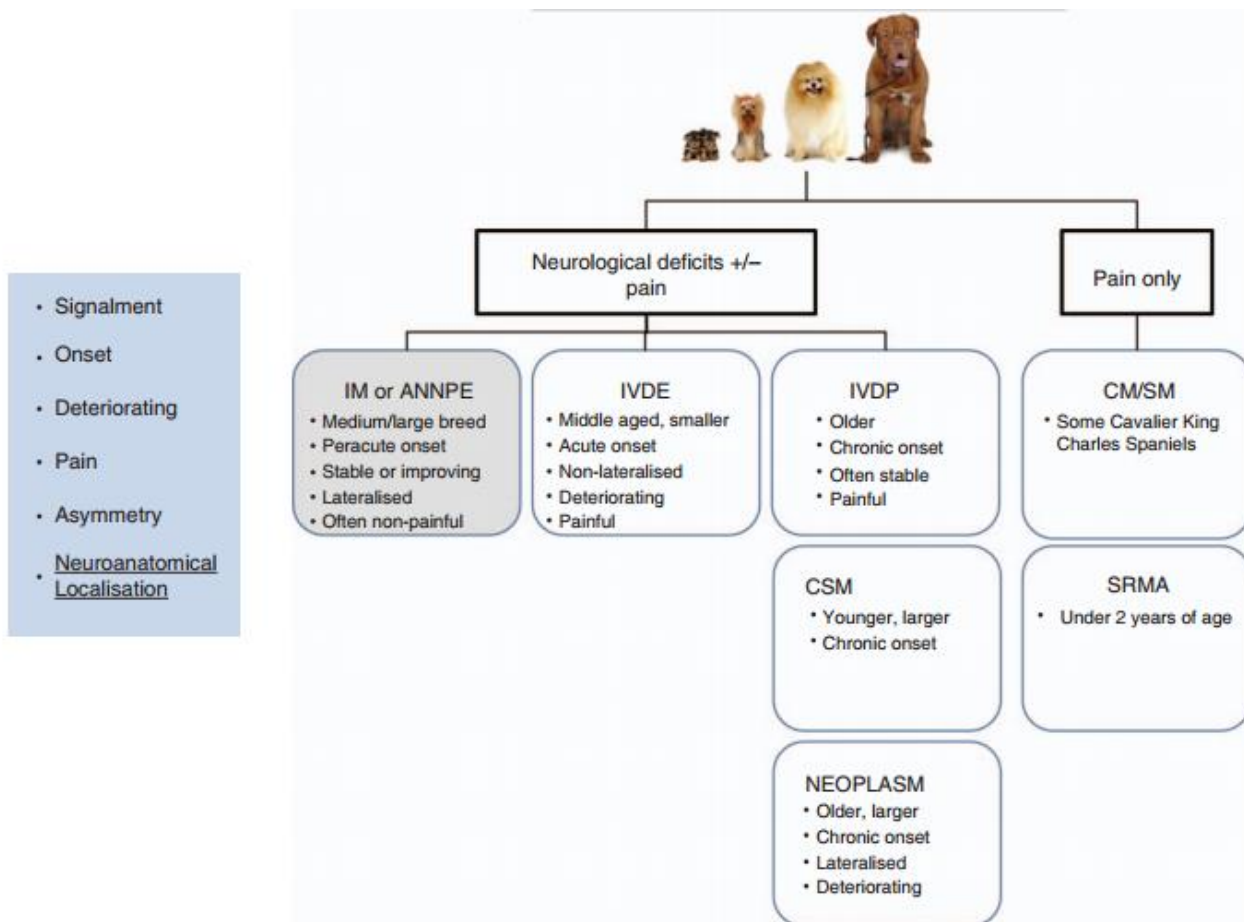 • Signalment
• Onset
• Deteriorating
• Pain
• Asymmetry
• Neuroanatomical
Localisation
Neurological deficits +/–
pain
Pain only
IM or ANNPE
• Medium/large breed
• Peracute onset
• Stable or improving
• Lateralised
• Often non-painful
IVDE
• Middle aged, smaller
• Acute onset
• Non-lateralised
• Deteriorating
• Painful
IVDP
• Older
• Chronic onset
• Often stable
• Painful
CM/SM
• Some Cavalier King
Charles Spaniels
CSM
• Younger, larger
• Chronic onset
SRMA
• Under 2 years of age
NEOPLASM
• Older, larger
• Chronic onset
• Lateralised
• Deteriorating